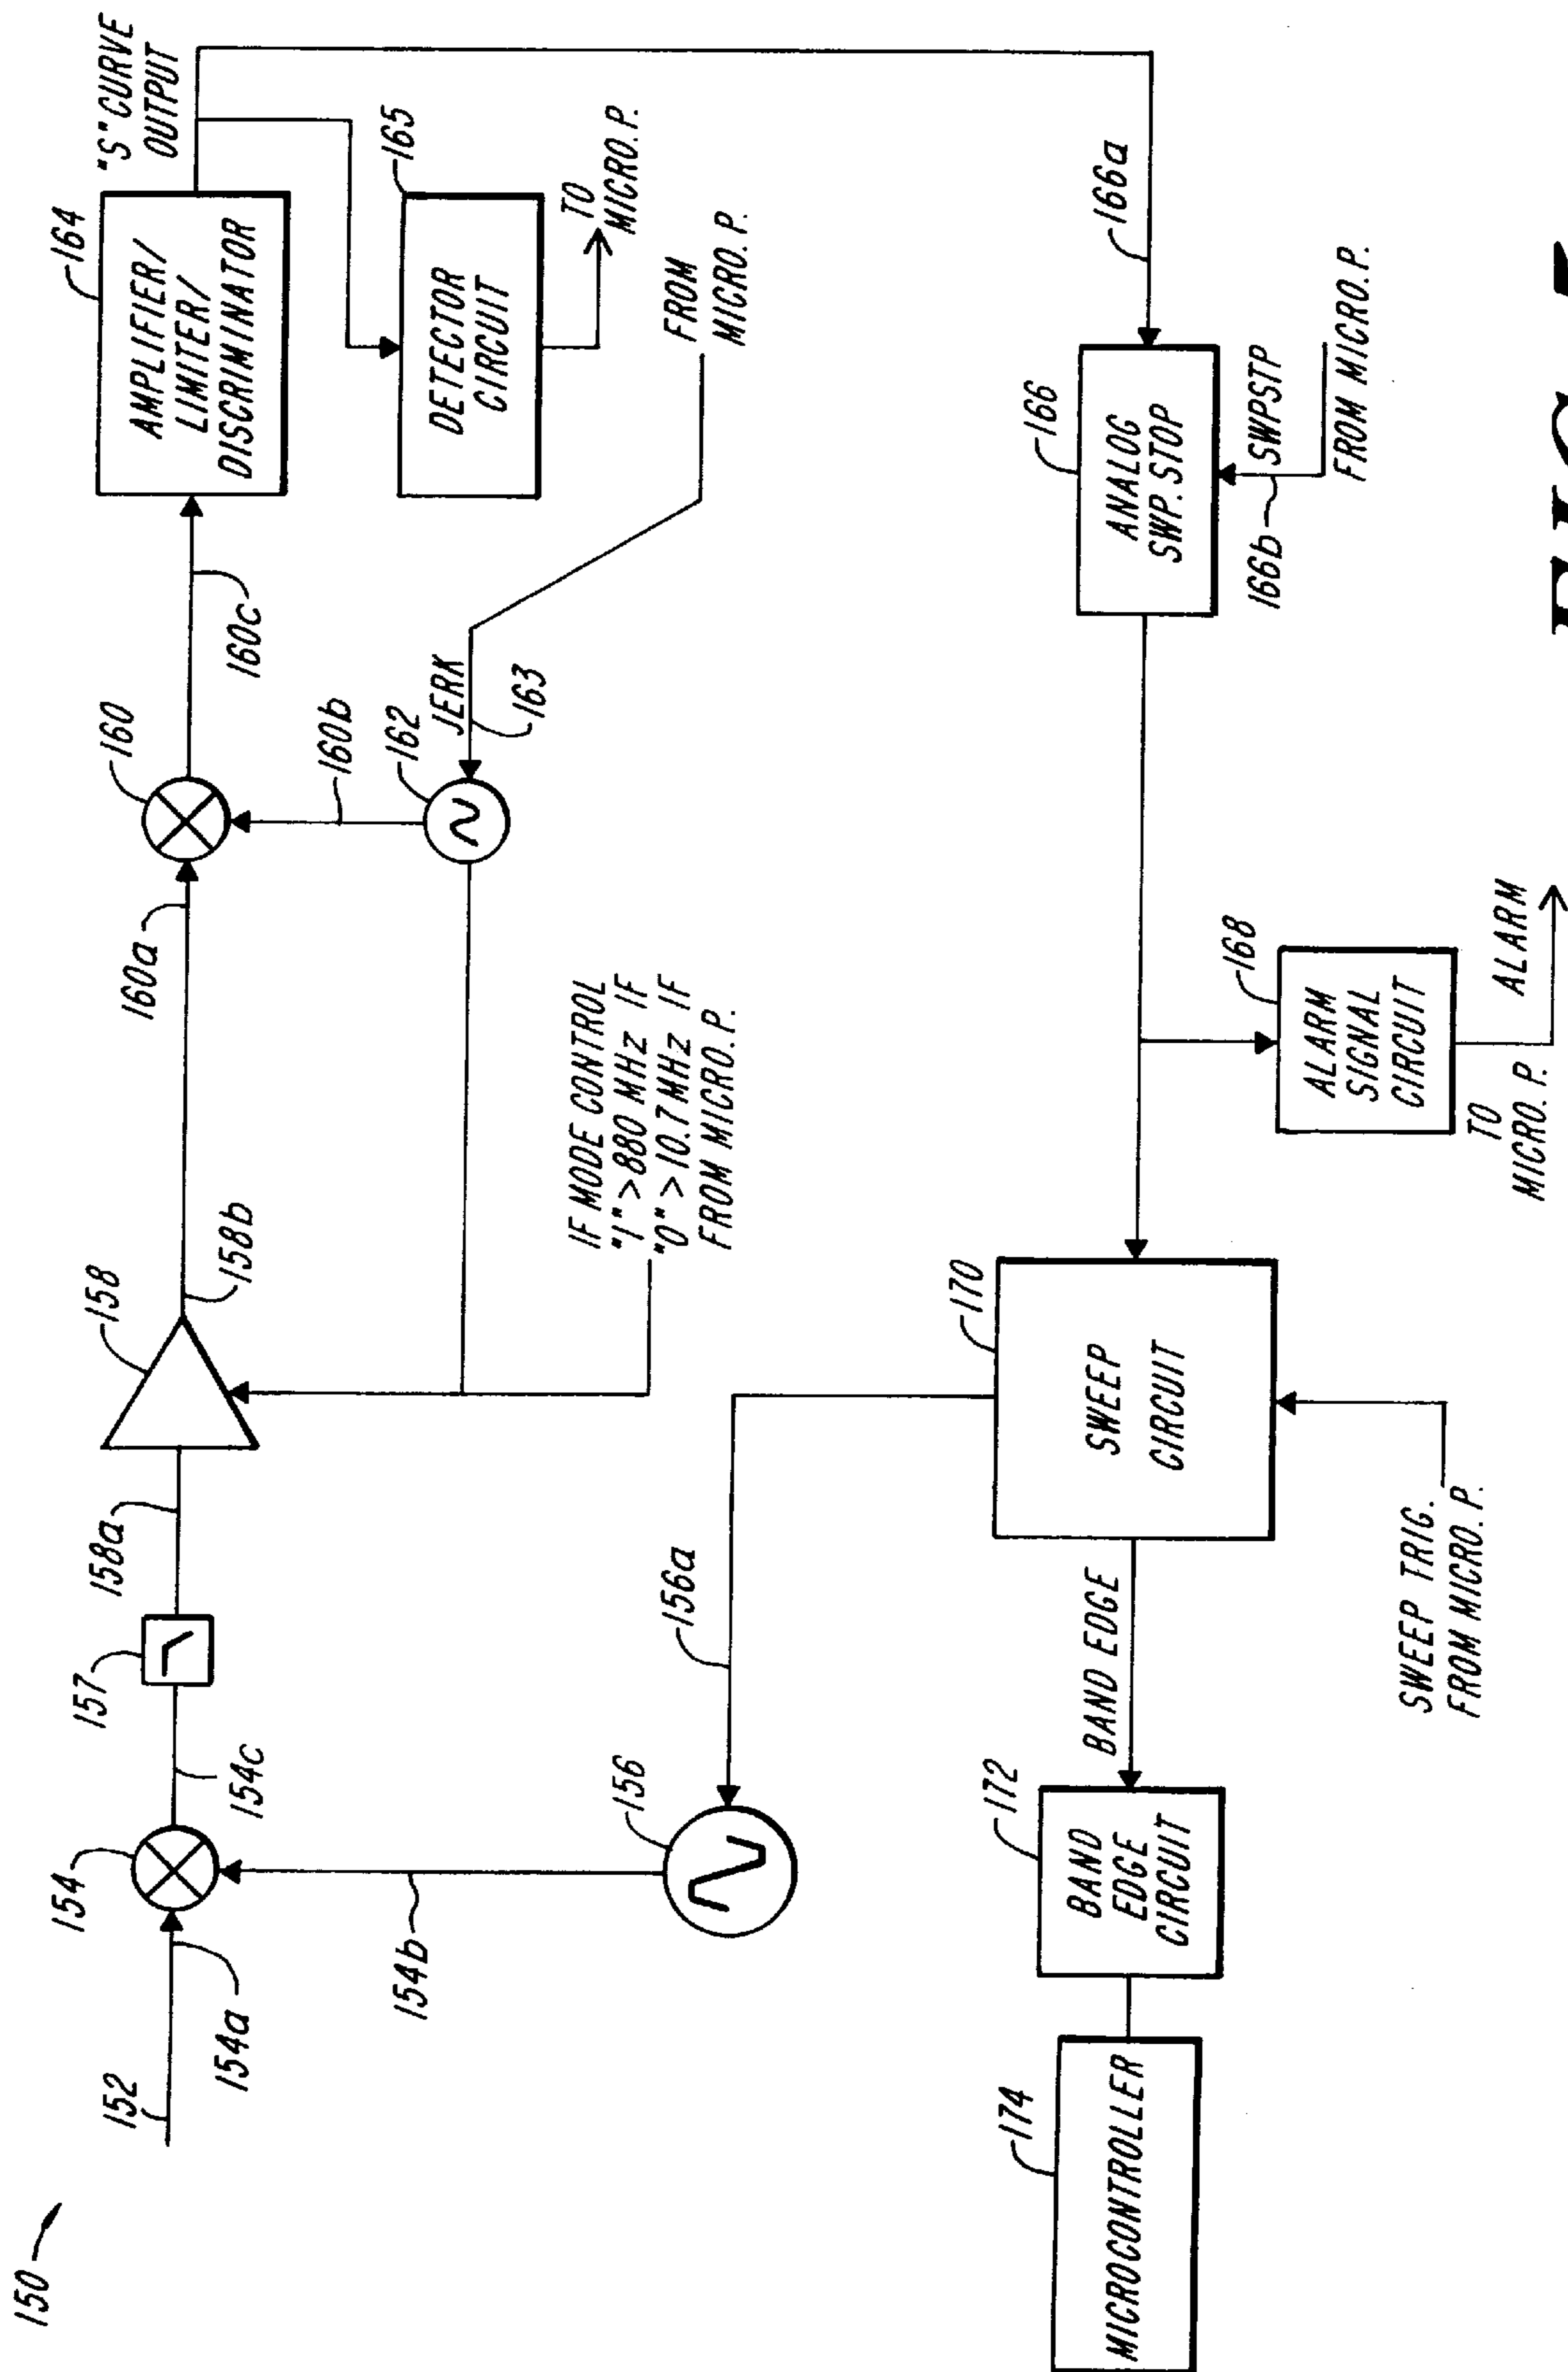 150
152
154a
154
154c
157
158a
158
158b
160a
160
160c
164
AMPLIFIER/
LIMITER/
DISCRIMINATOR
"S" CURVE
OUTPUT
165
DETECTOR
CIRCUIT
TO
MICRO.P.
FROM
MICRO.P.
JERK
163
162
160b
154b
156
156a
IF MODE CONTROL
"1" > 880 MHz IF
"0" > 10.7 MHz IF
FROM MICRO.P.
166a
166
ANALOG
SWP.STOP
166b
SWPSTP
FROM MICRO.P.
168
ALARM
SIGNAL
CIRCUIT
TO
MICRO.P.
ALARM
170
SWEEP
CIRCUIT
SWEEP TRIG.
FROM MICRO.P.
BAND EDGE
172
BAND
EDGE
CIRCUIT
174
MICROCONTROLLER